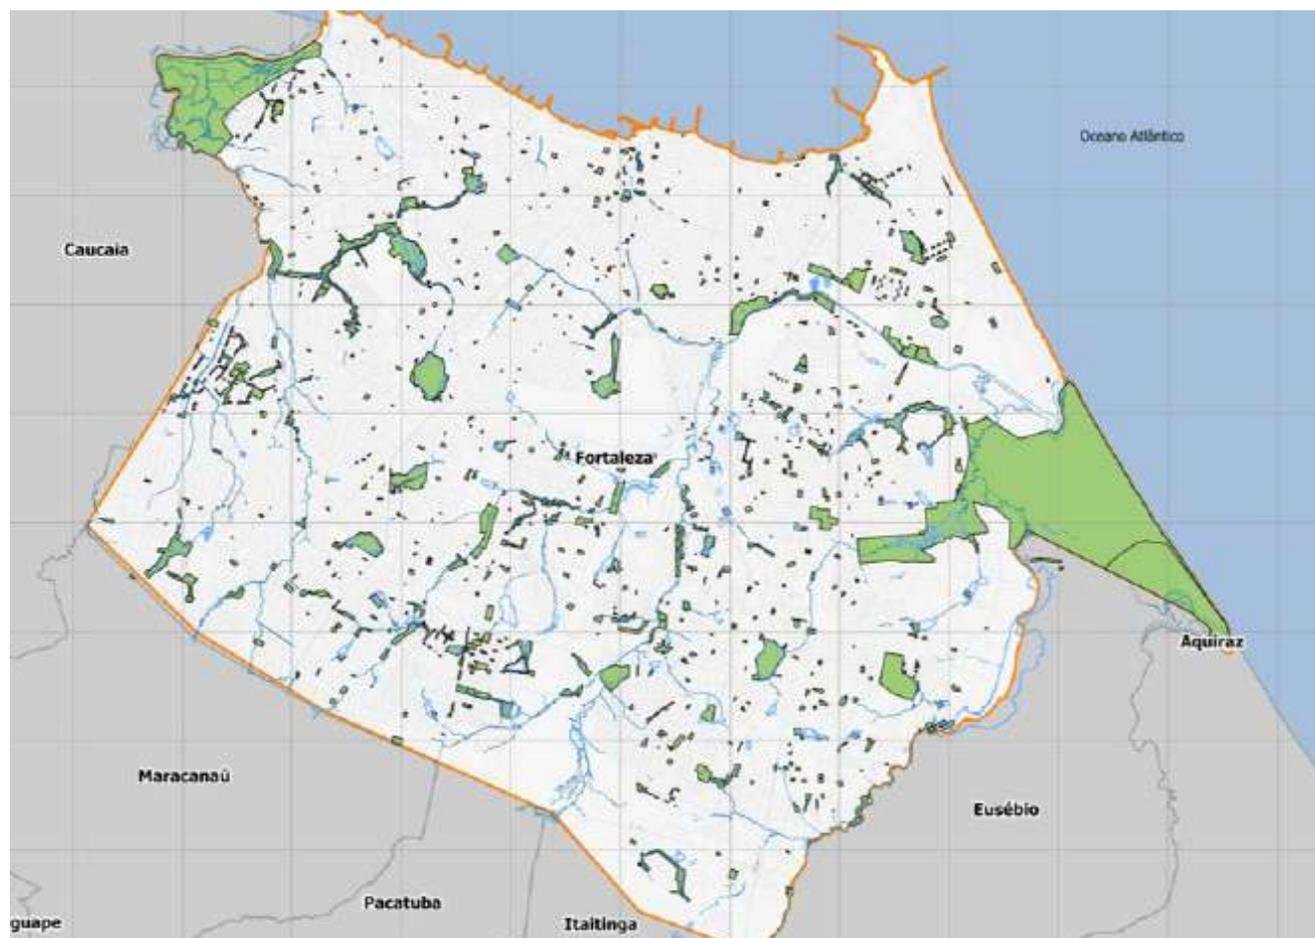 Oceano Atlântico
Caucaia
Fortaleza
Aquiraz
Maracanaú
Eusébio
Pacatuba
guape
Itaitinga